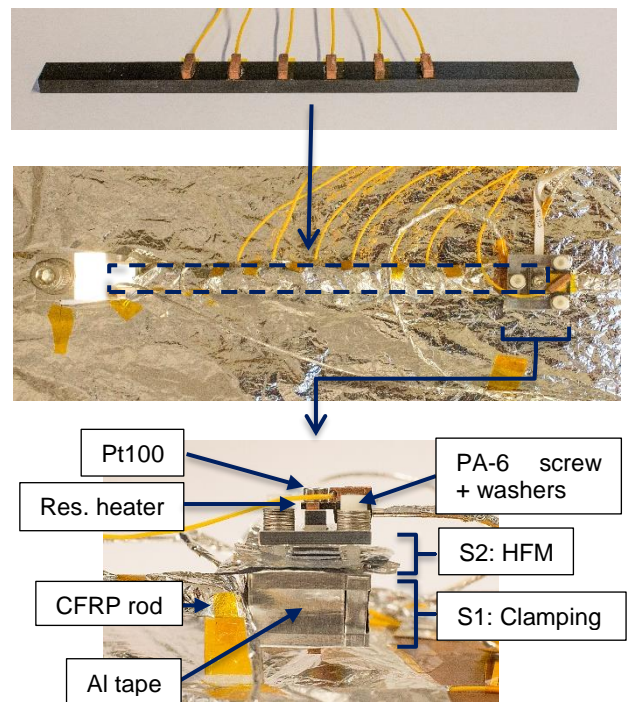 Pt100
PA-6 screw
+ washers
Res. heater
S2: HFM
CFRP rod
S1: Clamping
Al tape